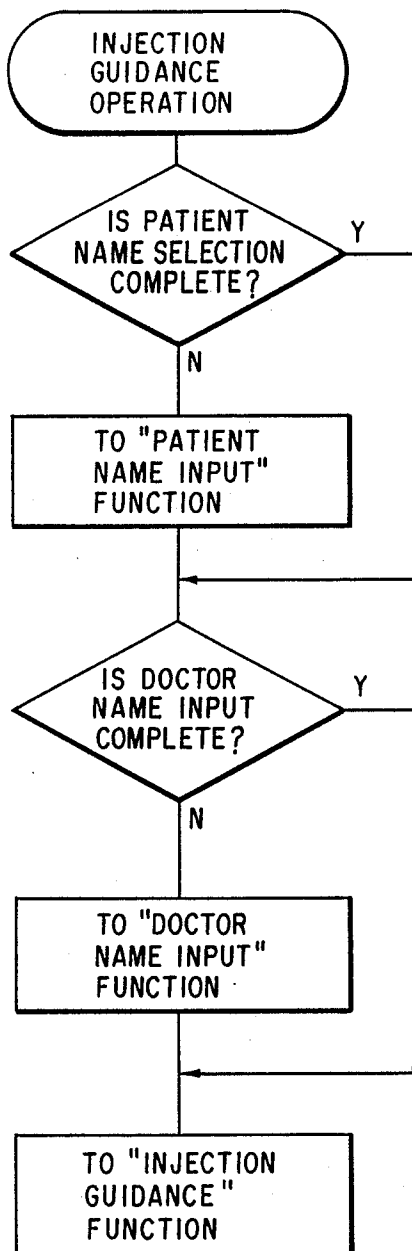 INJECTION
GUIDANCE
OPERATION
IS PATIENT
NAME SELECTION
COMPLETE?
Y
N
TO "PATIENT
NAME INPUT"
FUNCTION
IS DOCTOR
NAME INPUT
COMPLETE?
Y
N
TO "DOCTOR
NAME INPUT"
FUNCTION
TO "INJECTION
GUIDANCE"
FUNCTION